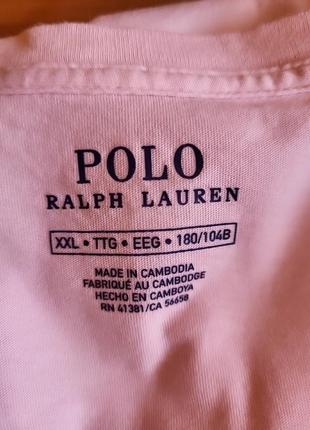 POLO
RALPH LAUREN
XXL • TTG • EEG • 180/104B
MADE IN CAMBODIA
FABRIQUÉ AU CAMBODGE
HECHO EN CAMBOYA
RN 41381/CA 56658